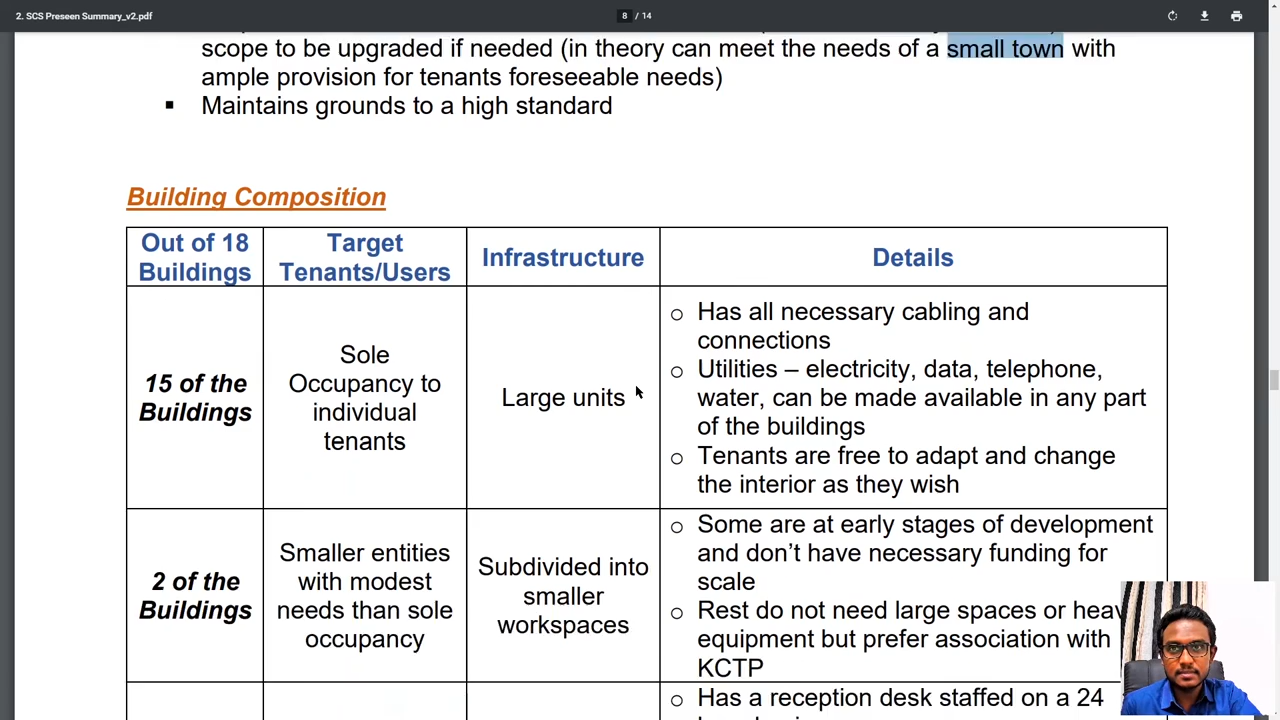 2. SCS Preseen Summary_v2.pdf
8 / 14
scope to be upgraded if needed (in theory can meet the needs of a small town with
ample provision for tenants foreseeable needs)
▪ Maintains grounds to a high standard
Building Composition
Out of 18
Buildings
Target
Tenants/Users
Infrastructure
Details
15 of the
Buildings
Sole
Occupancy to
individual
tenants
Large units
o Has all necessary cabling and
connections
o Utilities – electricity, data, telephone,
water, can be made available in any part
of the buildings
o Tenants are free to adapt and change
the interior as they wish
2 of the
Buildings
Smaller entities
with modest
needs than sole
occupancy
Subdivided into
smaller
workspaces
o Some are at early stages of development
and don’t have necessary funding for
scale
o Rest do not need large spaces or
equipment but prefer association with
KCTP
o Has a reception desk staffed on a 24